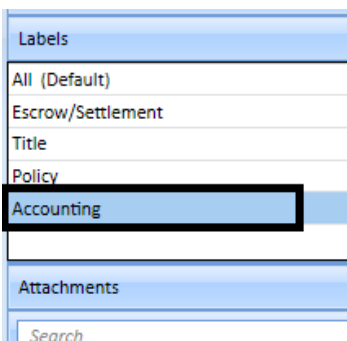 Labels
All (Default)
Escrow/Settlement
Title
Policy
Accounting
Attachments
Search